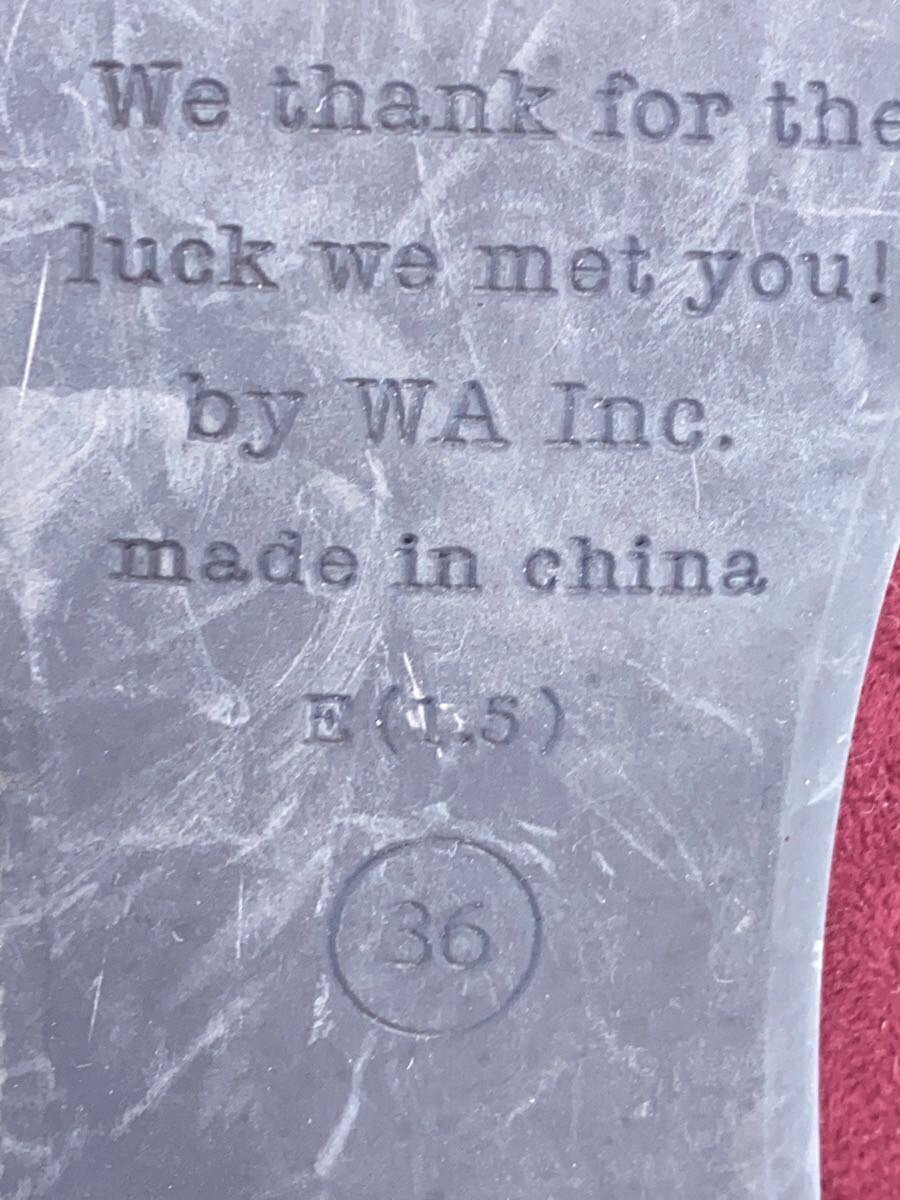 We thank for the
luck we met you!
by WA Inc.
made in china
E(1.5)
36